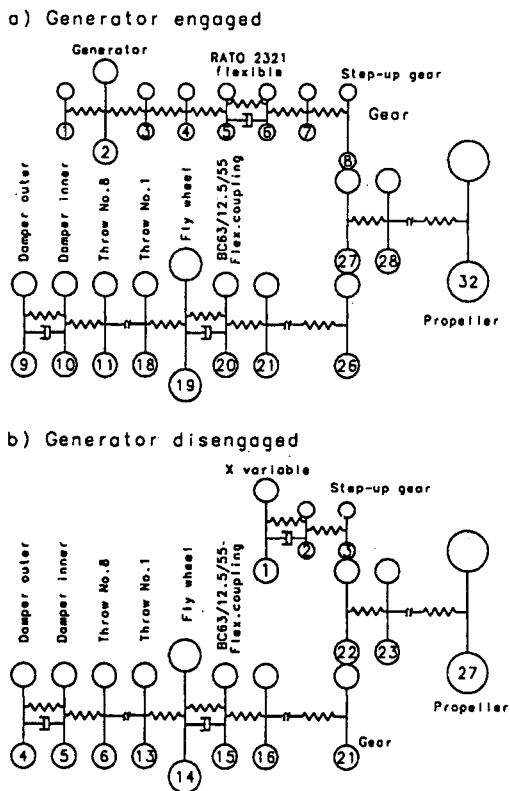 a) Generator engaged
Generator
RATO 2321
flexible
Step-up gear
Gear
1
2
3
4
5
6
7
8
Damper outer
Damper inner
Throw No.8
Throw No.1
Fly wheel
BC63/12.5/55
Flex.coupling
27
28
32
Propeller
9
10
11
18
19
20
21
26
b) Generator disengaged
X variable
Step-up gear
1
2
3
Damper outer
Damper inner
Throw No.8
Throw No.1
Fly wheel
BC63/12.5/55-
Flex.coupling
22
23
27
Propeller
4
5
6
13
14
15
16
21
Gear